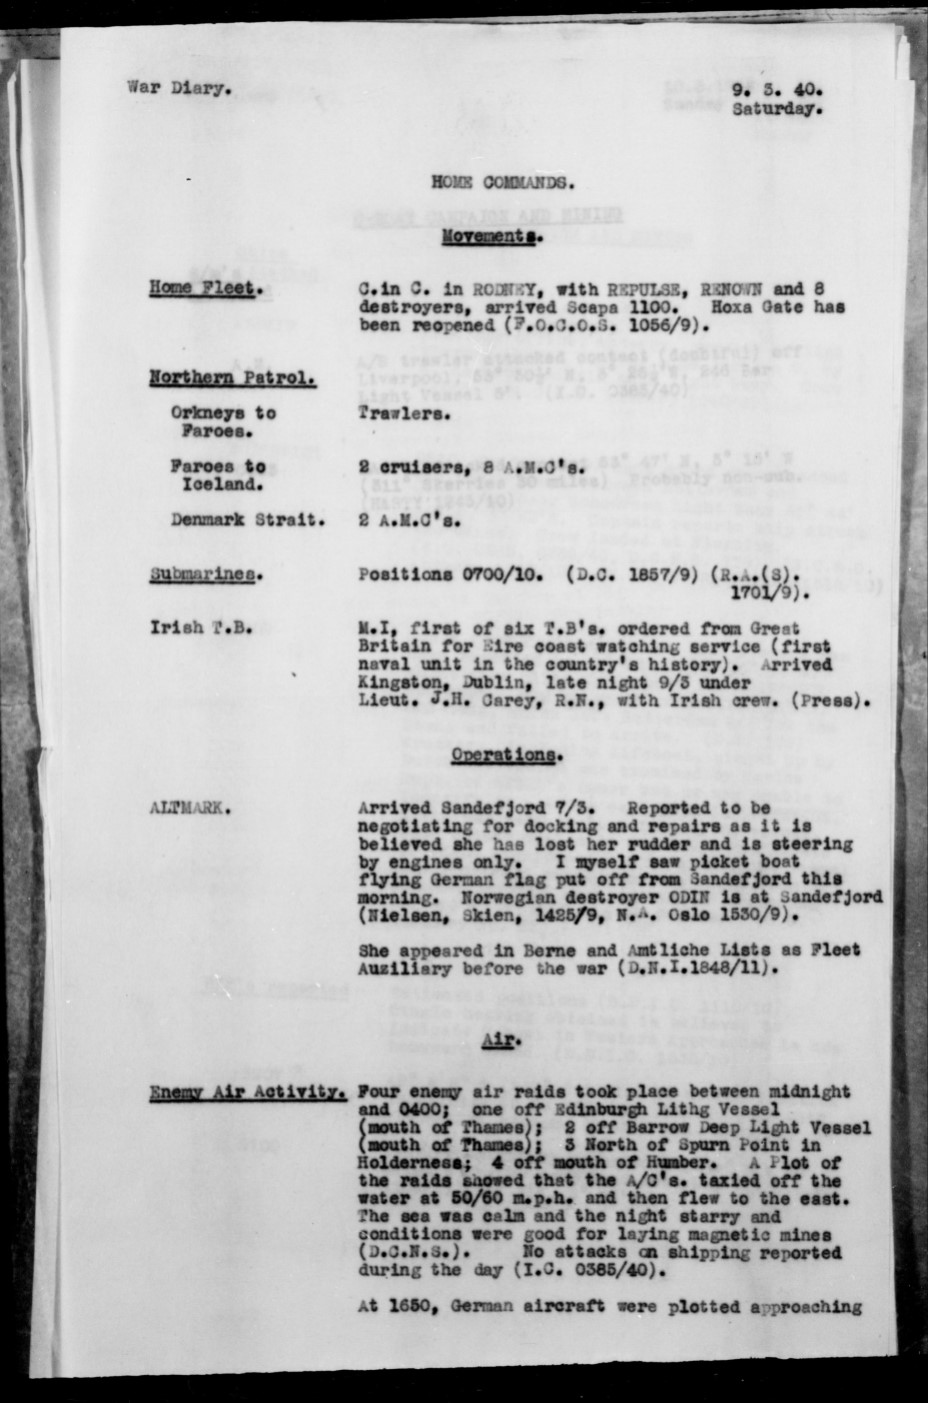 War Diary.
9. 3. 40.
Saturday.
HOME COMMANDS.
Movements.
Home Fleet.
C.in C. in RODNEY, with REPULSE, RENOWN and 8
destroyers, arrived Scapa 1100. Hoxa Gate has
been reopened (F.O.C.O.S. 1056/9).
Northern Patrol.
Orkneys to
Faroes.
Trawlers.
Faroes to
Iceland.
2 cruisers, 8 A.M.C's.
Denmark Strait.
2 A.M.C's.
Submarines.
Positions 0700/10. (D.C. 1857/9) (R.A.(S).
1701/9).
Irish T.B.
M.I, first of six T.B's. ordered from Great
Britain for Eire coast watching service (first
naval unit in the country's history). Arrived
Kingston, Dublin, late night 9/3 under
Lieut. J.H. Carey, R.N., with Irish crew. (Press).
Operations.
ALTMARK.
Arrived Sandefjord 7/3. Reported to be
negotiating for docking and repairs as it is
believed she has lost her rudder and is steering
by engines only. I myself saw picket boat
flying German flag put off from Sandefjord this
morning. Norwegian destroyer ODIN is at Sandefjord
(Nielsen, Skien, 1425/9, N.A. Oslo 1530/9).
She appeared in Berne and Amtliche Lists as Fleet
Auxiliary before the war (D.N.I.1848/11).
Air.
Enemy Air Activity.
Four enemy air raids took place between midnight
and 0400; one off Edinburgh Lithg Vessel
(mouth of Thames); 2 off Barrow Deep Light Vessel
(mouth of Thames); 3 North of Spurn Point in
Holderness; 4 off mouth of Humber. A Plot of
the raids showed that the A/C's. taxied off the
water at 50/60 m.p.h. and then flew to the east.
The sea was calm and the night starry and
conditions were good for laying magnetic mines
(D.C.N.S.). No attacks on shipping reported
during the day (I.C. 0385/40).
At 1650, German aircraft were plotted approaching